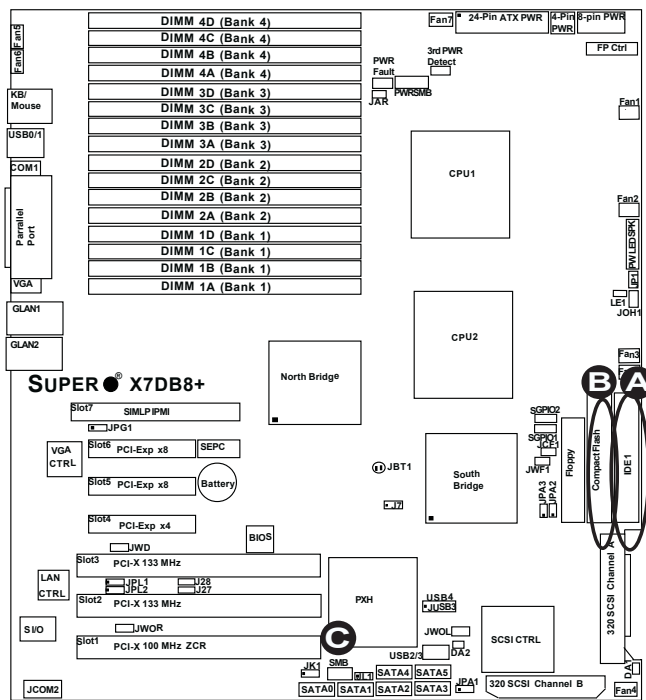 DIMM 4D (Bank 4)
DIMM 4C (Bank 4)
DIMM 4B (Bank 4)
DIMM 4A (Bank 4)
DIMM 3D (Bank 3)
DIMM 3C (Bank 3)
DIMM 3B (Bank 3)
DIMM 3A (Bank 3)
DIMM 2D (Bank 2)
DIMM 2C (Bank 2)
DIMM 2B (Bank 2)
DIMM 2A (Bank 2)
DIMM 1D (Bank 1)
DIMM 1C (Bank 1)
DIMM 1B (Bank 1)
DIMM 1A (Bank 1)
Fan5
Fan6
KB/
Mouse
USB0/1
COM1
Parrallel
Port
VGA
GLAN1
GLAN2
Fan7
24-Pin ATX PWR
4-Pin
PWR
8-pin PWR
FP Ctrl
3rd PWR
Detect
PWR
Fault
PWRSMB
JAR
Fan1
CPU1
Fan2
PW LED SPK
JP1
LE1
JOH1
CPU2
Fan3
North Bridge
SUPER ® X7DB8+
B
A
Slot7
SIMLP IPMI
JPG1
VGA
CTRL
Slot6
PCI-Exp x8
SEPC
Slot5
PCI-Exp x8
Battery
Slot4
PCI-Exp x4
BIOS
JWD
JBT1
J7
South
Bridge
SGPIO2
SGPIO1
JCF1
JWF1
JPA3
JPA2
Floppy
CompactFlash
IDE1
Slot3
PCI-X 133 MHz
JPL1
JPL2
J28
J27
LAN
CTRL
Slot2
PCI-X 133 MHz
S I/O
JWOR
Slot1
PCI-X 100 MHz ZCR
C
PXH
USB4
JUSB3
JWOL
DA2
USB2/3
SCSI CTRL
320 SCSI Channel A
DA1
JCOM2
JK1
SMB
JL1
SATA4
SATA5
SATA0
SATA1
SATA2
SATA3
JPA1
320 SCSI Channel B
Fan4